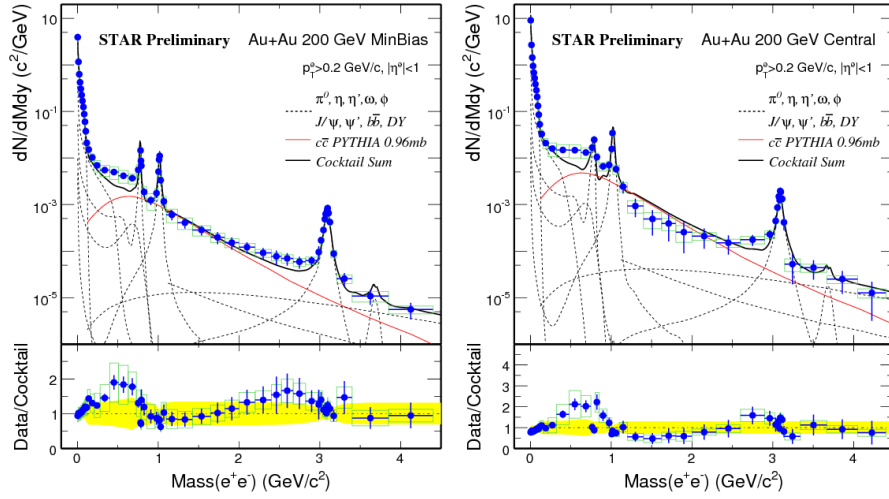 STAR Preliminary Au+Au 200 GeV MinBias
p_T^e>0.2 GeV/c, |η^e|<1
π⁰, η, η', ω, ϕ
J/ψ, ψ', bb̅, DY
cc̅ PYTHIA 0.96mb
Cocktail Sum
dN/dMdy (c²/GeV)
10
10⁻¹
10⁻³
10⁻⁵
Data/Cocktail
2
1
0
0 1 2 3 4
Mass(e⁺e⁻) (GeV/c²)
STAR Preliminary Au+Au 200 GeV Central
p_T^e>0.2 GeV/c, |η^e|<1
π⁰, η, η', ω, ϕ
J/ψ, ψ', bb̅, DY
cc̅ PYTHIA 0.96mb
Cocktail Sum
dN/dMdy (c²/GeV)
10
10⁻¹
10⁻³
10⁻⁵
Data/Cocktail
4
3
2
1
0
0 1 2 3 4
Mass(e⁺e⁻) (GeV/c²)